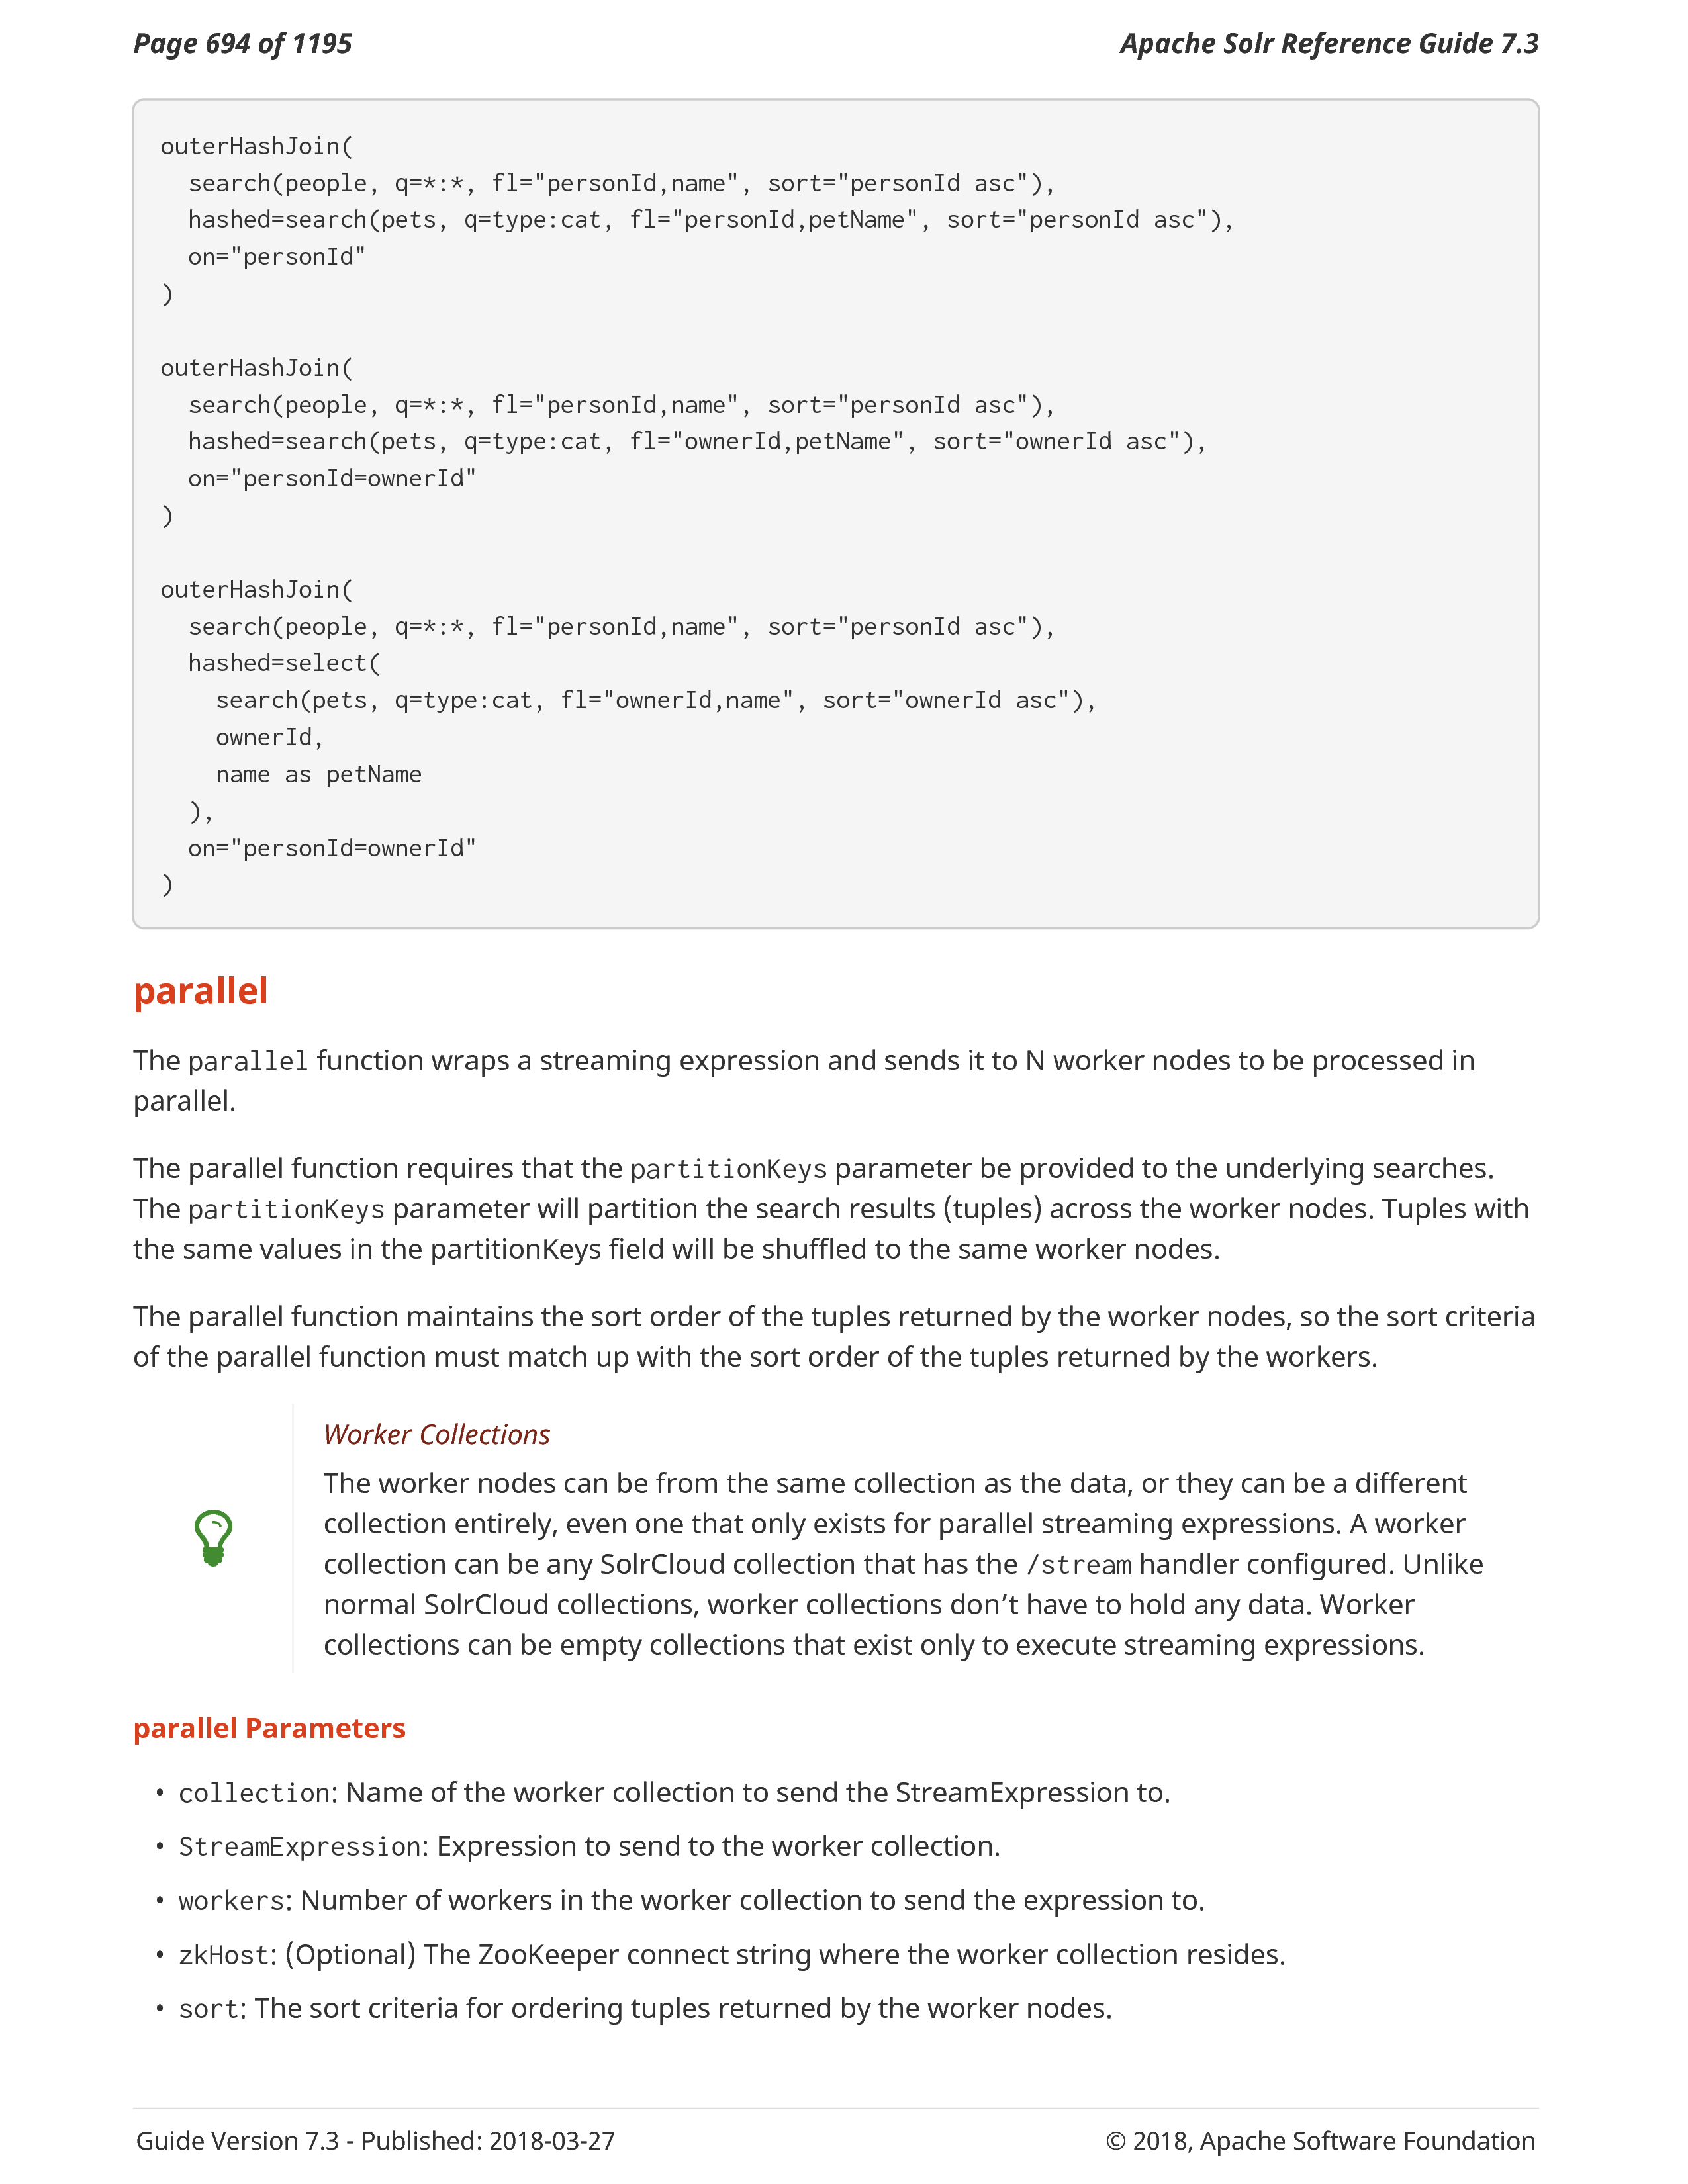 Page 694 of 1195
Apache Solr Reference Guide 7.3
outerHashJoin(
  search(people, q=*:*, fl="personId,name", sort="personId asc"),
  hashed=search(pets, q=type:cat, fl="personId,petName", sort="personId asc"),
  on="personId"
)

outerHashJoin(
  search(people, q=*:*, fl="personId,name", sort="personId asc"),
  hashed=search(pets, q=type:cat, fl="ownerId,petName", sort="ownerId asc"),
  on="personId=ownerId"
)

outerHashJoin(
  search(people, q=*:*, fl="personId,name", sort="personId asc"),
  hashed=select(
    search(pets, q=type:cat, fl="ownerId,name", sort="ownerId asc"),
    ownerId,
    name as petName
  ),
  on="personId=ownerId"
)
parallel
The parallel function wraps a streaming expression and sends it to N worker nodes to be processed in
parallel.
The parallel function requires that the partitionKeys parameter be provided to the underlying searches.
The partitionKeys parameter will partition the search results (tuples) across the worker nodes. Tuples with
the same values in the partitionKeys field will be shuffled to the same worker nodes.
The parallel function maintains the sort order of the tuples returned by the worker nodes, so the sort criteria
of the parallel function must match up with the sort order of the tuples returned by the workers.
Worker Collections
The worker nodes can be from the same collection as the data, or they can be a different
collection entirely, even one that only exists for parallel streaming expressions. A worker
collection can be any SolrCloud collection that has the /stream handler configured. Unlike
normal SolrCloud collections, worker collections don’t have to hold any data. Worker
collections can be empty collections that exist only to execute streaming expressions.
parallel Parameters
• collection: Name of the worker collection to send the StreamExpression to.
• StreamExpression: Expression to send to the worker collection.
• workers: Number of workers in the worker collection to send the expression to.
• zkHost: (Optional) The ZooKeeper connect string where the worker collection resides.
• sort: The sort criteria for ordering tuples returned by the worker nodes.
Guide Version 7.3 - Published: 2018-03-27
© 2018, Apache Software Foundation